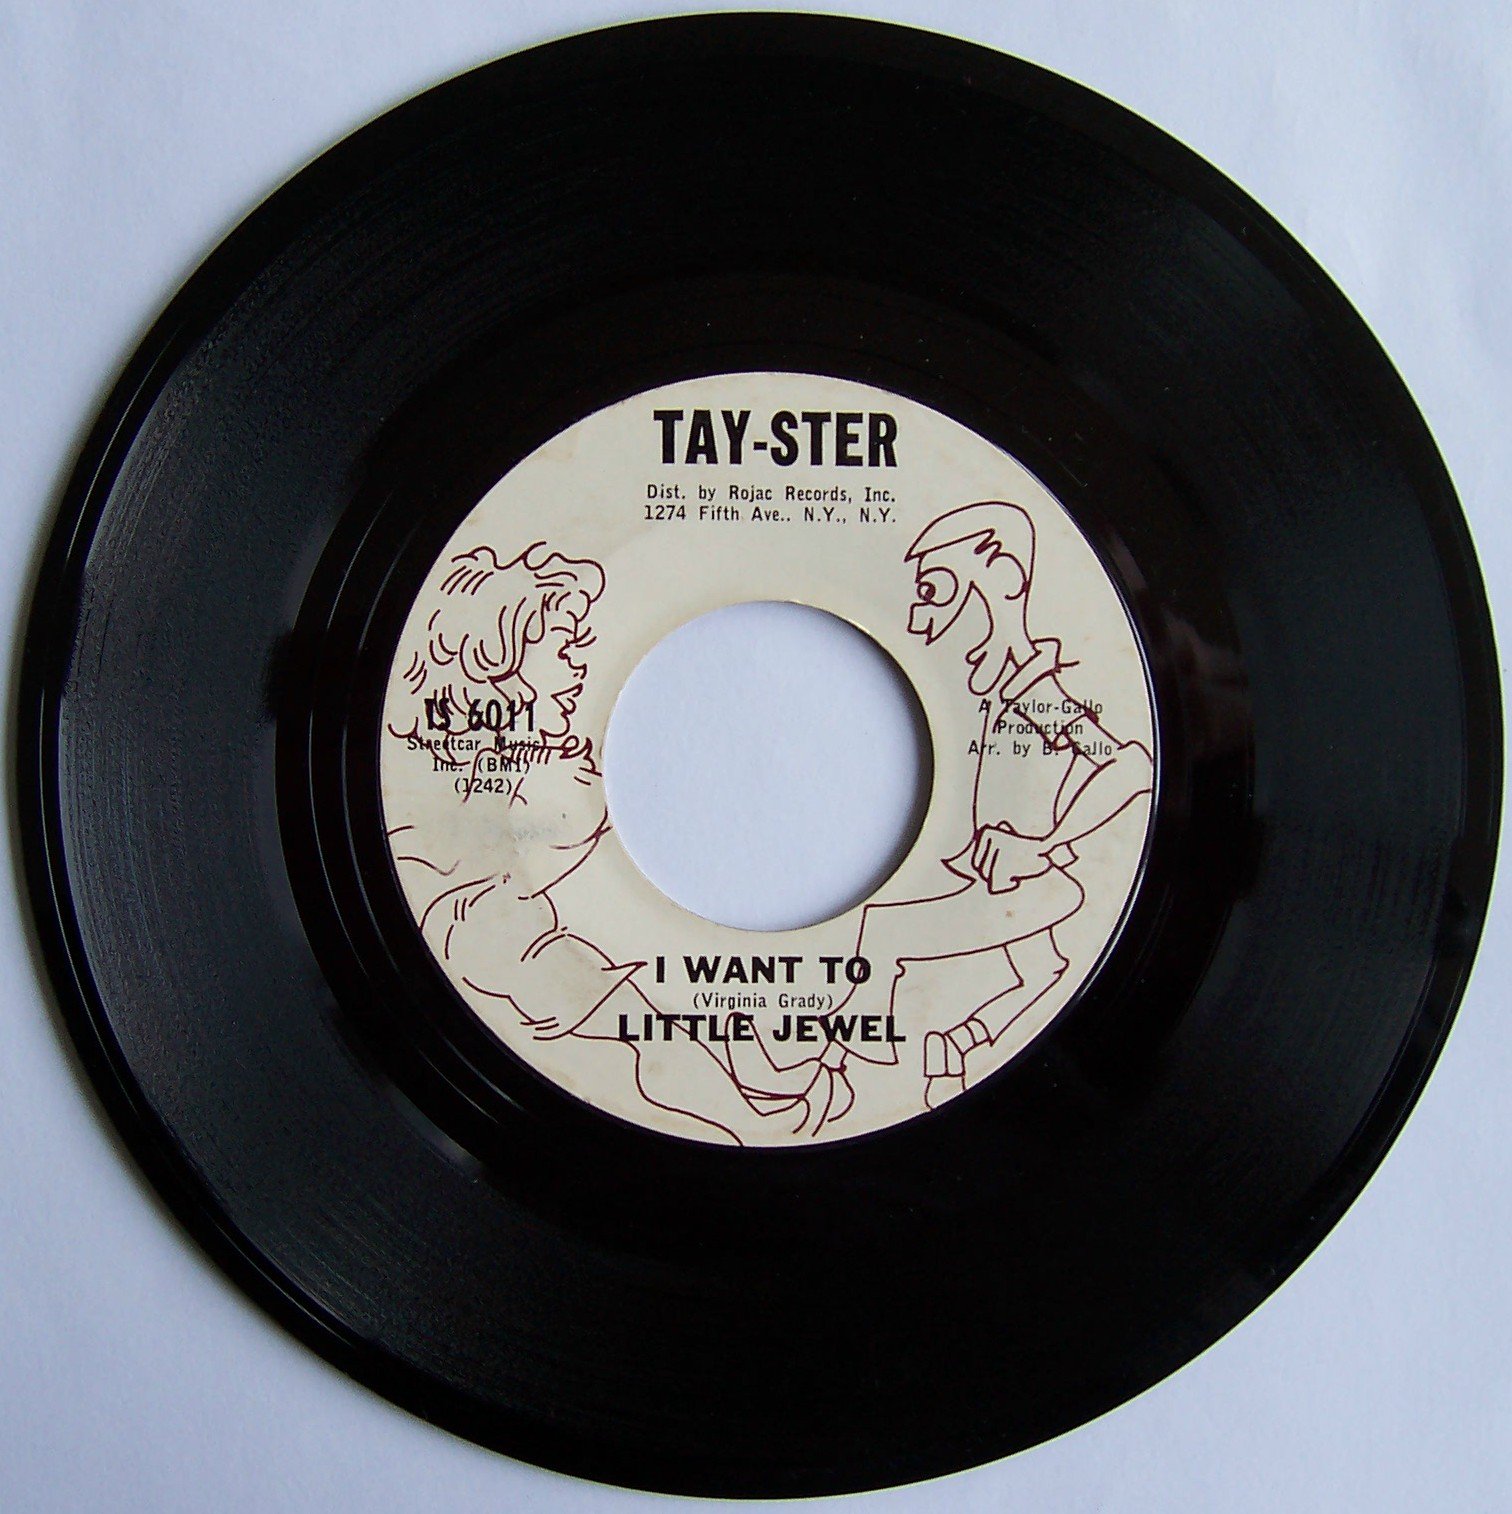 TAY-STER
Dist. by Rojac Records, Inc.
1274 Fifth Ave.. N.Y., N.Y.
TS 6011
Streetcar Music,
Inc. (BMI)
(1242)
A Taylor-Gallo
Production
Arr. by B. Gallo
I WANT TO
(Virginia Grady)
LITTLE JEWEL